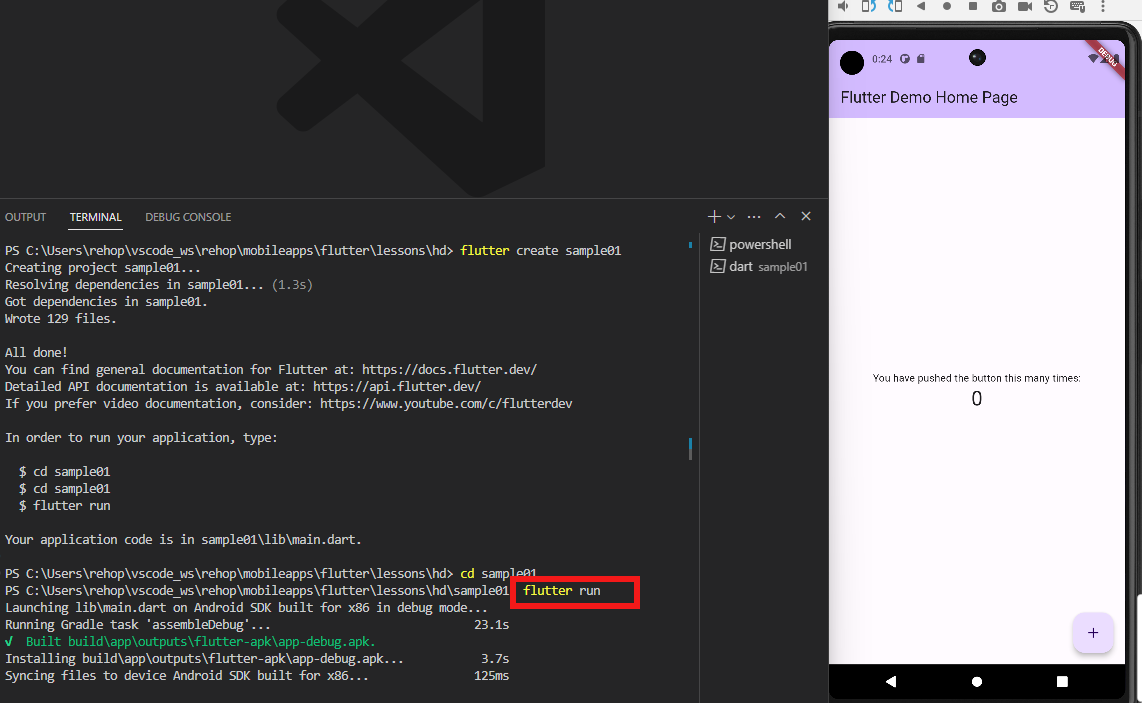 OUTPUT TERMINAL DEBUG CONSOLE
PS C:\Users\rehop\vscode_ws\rehop\mobileapps\flutter\lessons\hd> flutter create sample01
Creating project sample01...
Resolving dependencies in sample01... (1.3s)
Got dependencies in sample01.
Wrote 129 files.
All done!
You can find general documentation for Flutter at: https://docs.flutter.dev/
Detailed API documentation is available at: https://api.flutter.dev/
If you prefer video documentation, consider: https://www.youtube.com/c/flutterdev
In order to run your application, type:
$ cd sample01
$ cd sample01
$ flutter run
Your application code is in sample01\lib\main.dart.
PS C:\Users\rehop\vscode_ws\rehop\mobileapps\flutter\lessons\hd> cd sample01
PS C:\Users\rehop\vscode_ws\rehop\mobileapps\flutter\lessons\hd\sample01 flutter run
Launching lib\main.dart on Android SDK built for x86 in debug mode...
Running Gradle task 'assembleDebug'... 23.1s
√ Built build\app\outputs\flutter-apk\app-debug.apk.
Installing build\app\outputs\flutter-apk\app-debug.apk... 3.7s
Syncing files to device Android SDK built for x86... 125ms
powershell
dart sample01
0:24
DEBUG
Flutter Demo Home Page
You have pushed the button this many times:
0
+